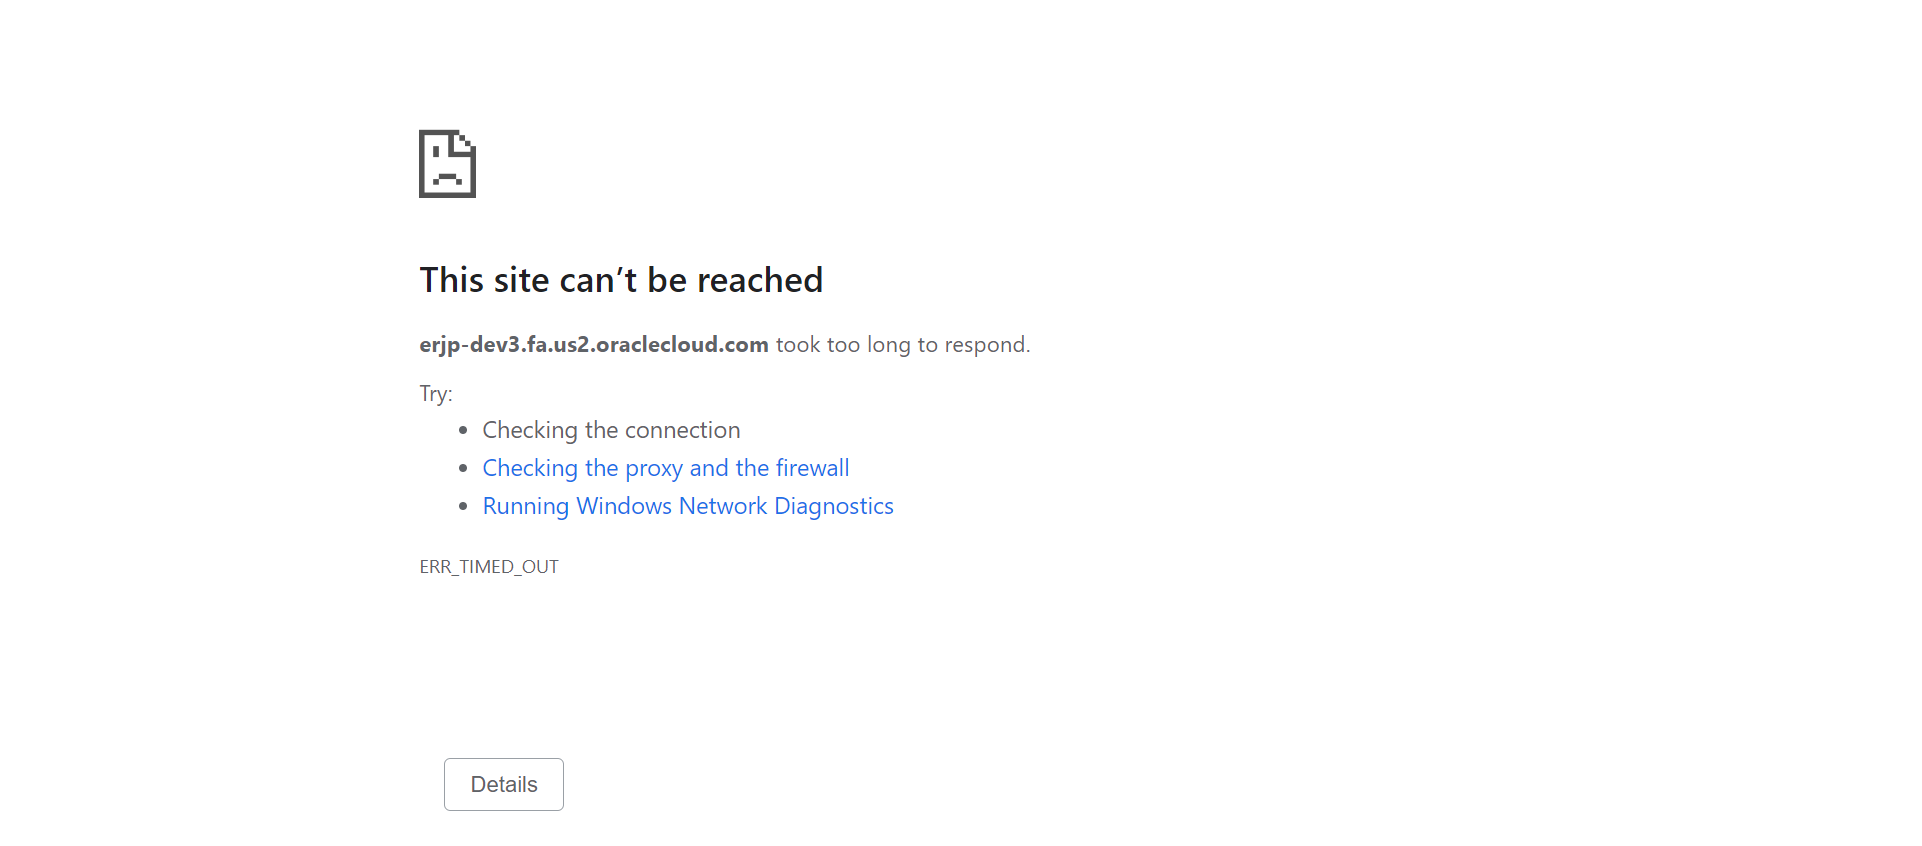 This site can’t be reached
erjp-dev3.fa.us2.oraclecloud.com took too long to respond.
Try:
Checking the connection
Checking the proxy and the firewall
Running Windows Network Diagnostics
ERR_TIMED_OUT
Details